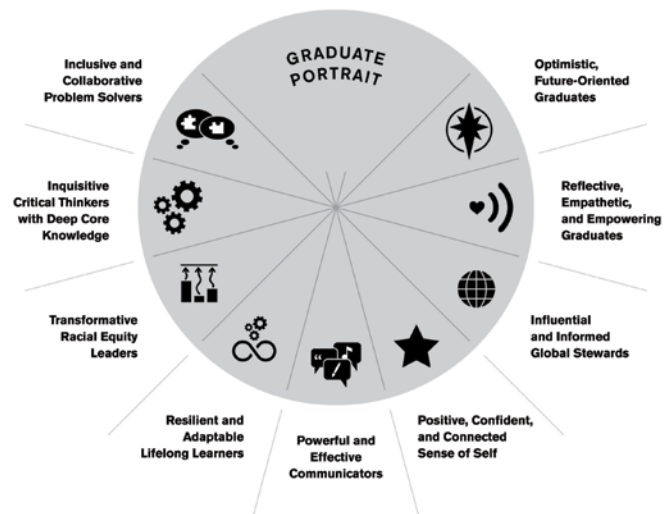 GRADUATE
PORTRAIT
Inclusive and
Collaborative
Problem Solvers
Inquisitive
Critical Thinkers
with Deep Core
Knowledge
Transformative
Racial Equity
Leaders
Resilient and
Adaptable
Lifelong Learners
Powerful and
Effective
Communicators
Positive, Confident,
and Connected
Sense of Self
Influential
and Informed
Global Stewards
Reflective,
Empathetic,
and Empowering
Graduates
Optimistic,
Future-Oriented
Graduates